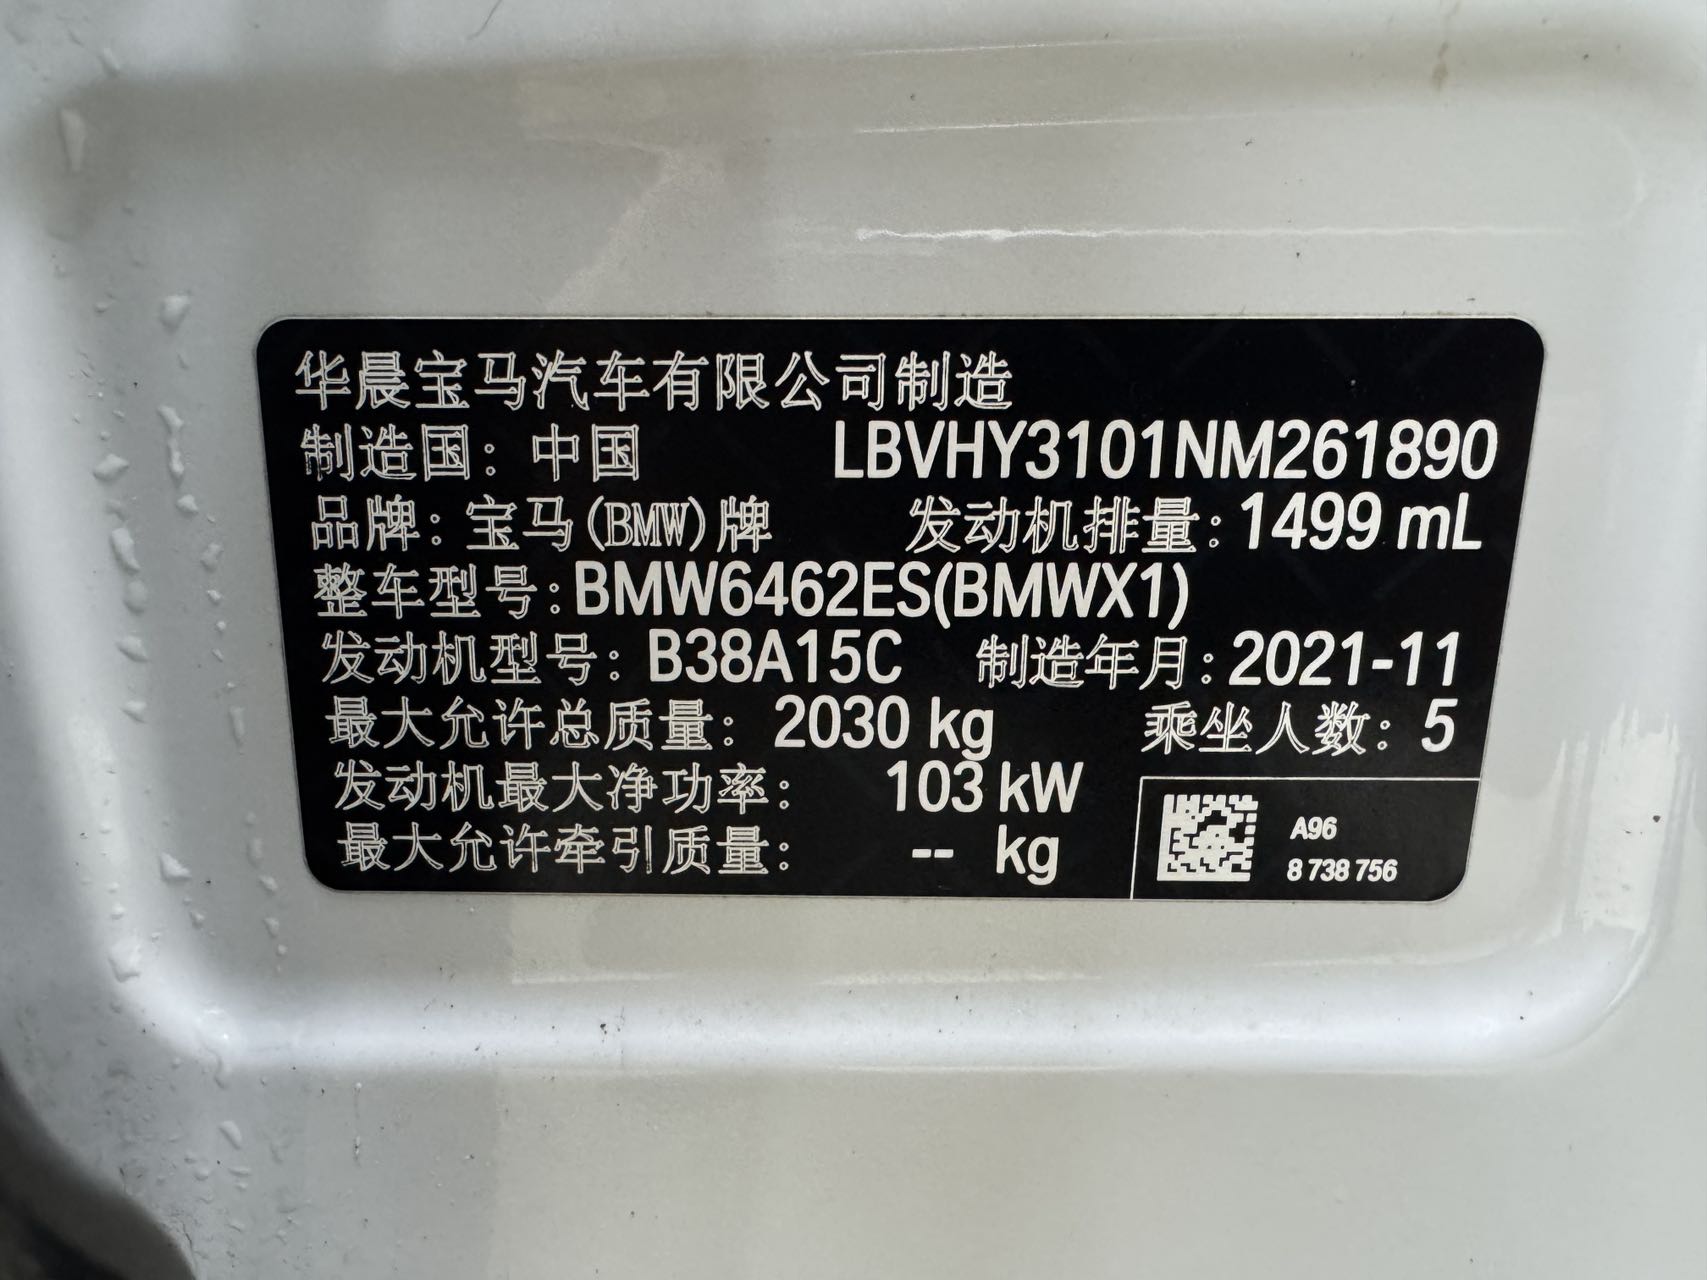 华晨宝马汽车有限公司制造
制造国：中国 LBVHY3101NM261890
品牌：宝马(BMW)牌 发动机排量：1499 mL
整车型号：BMW6462ES(BMWX1)
发动机型号：B38A15C 制造年月：2021-11
最大允许总质量：2030 kg 乘坐人数：5
发动机最大净功率：103 kW
最大允许牵引质量：-- kg
A96
8 738 756